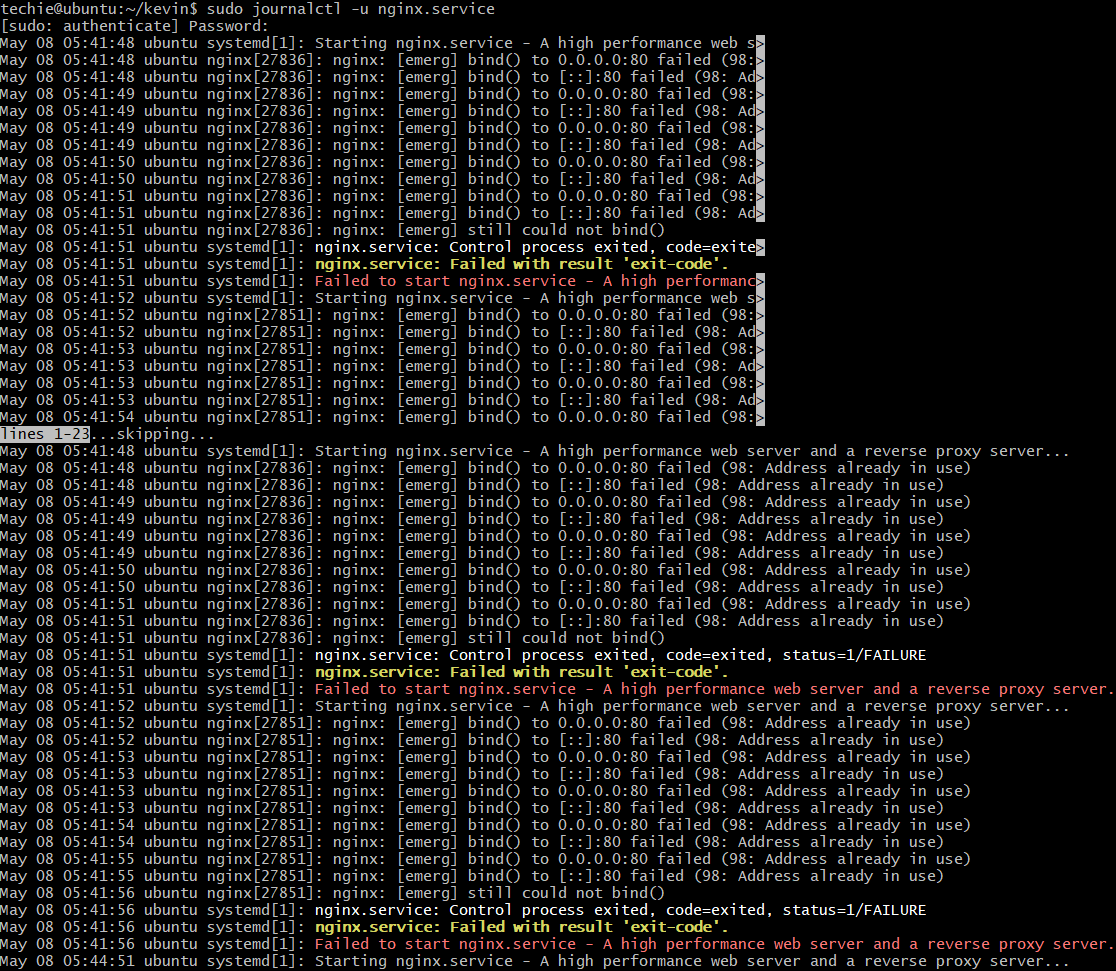 techie@ubuntu:~/kevin$ sudo journalctl -u nginx.service
[sudo: authenticate] Password:
May 08 05:41:48 ubuntu systemd[1]: Starting nginx.service - A high performance web s>
May 08 05:41:48 ubuntu nginx[27836]: nginx: [emerg] bind() to 0.0.0.0:80 failed (98:>
May 08 05:41:48 ubuntu nginx[27836]: nginx: [emerg] bind() to [::]:80 failed (98: Ad>
May 08 05:41:49 ubuntu nginx[27836]: nginx: [emerg] bind() to 0.0.0.0:80 failed (98:>
May 08 05:41:49 ubuntu nginx[27836]: nginx: [emerg] bind() to [::]:80 failed (98: Ad>
May 08 05:41:49 ubuntu nginx[27836]: nginx: [emerg] bind() to 0.0.0.0:80 failed (98:>
May 08 05:41:49 ubuntu nginx[27836]: nginx: [emerg] bind() to [::]:80 failed (98: Ad>
May 08 05:41:50 ubuntu nginx[27836]: nginx: [emerg] bind() to 0.0.0.0:80 failed (98:>
May 08 05:41:50 ubuntu nginx[27836]: nginx: [emerg] bind() to [::]:80 failed (98: Ad>
May 08 05:41:51 ubuntu nginx[27836]: nginx: [emerg] bind() to 0.0.0.0:80 failed (98:>
May 08 05:41:51 ubuntu nginx[27836]: nginx: [emerg] bind() to [::]:80 failed (98: Ad>
May 08 05:41:51 ubuntu nginx[27836]: nginx: [emerg] still could not bind()
May 08 05:41:51 ubuntu systemd[1]: nginx.service: Control process exited, code=exite>
May 08 05:41:51 ubuntu systemd[1]: nginx.service: Failed with result 'exit-code'.
May 08 05:41:51 ubuntu systemd[1]: Failed to start nginx.service - A high performanc>
May 08 05:41:52 ubuntu systemd[1]: Starting nginx.service - A high performance web s>
May 08 05:41:52 ubuntu nginx[27851]: nginx: [emerg] bind() to 0.0.0.0:80 failed (98:>
May 08 05:41:52 ubuntu nginx[27851]: nginx: [emerg] bind() to [::]:80 failed (98: Ad>
May 08 05:41:53 ubuntu nginx[27851]: nginx: [emerg] bind() to 0.0.0.0:80 failed (98:>
May 08 05:41:53 ubuntu nginx[27851]: nginx: [emerg] bind() to [::]:80 failed (98: Ad>
May 08 05:41:53 ubuntu nginx[27851]: nginx: [emerg] bind() to 0.0.0.0:80 failed (98:>
May 08 05:41:53 ubuntu nginx[27851]: nginx: [emerg] bind() to [::]:80 failed (98: Ad>
May 08 05:41:54 ubuntu nginx[27851]: nginx: [emerg] bind() to 0.0.0.0:80 failed (98:>
lines 1-23...skipping...
May 08 05:41:48 ubuntu systemd[1]: Starting nginx.service - A high performance web server and a reverse proxy server...
May 08 05:41:48 ubuntu nginx[27836]: nginx: [emerg] bind() to 0.0.0.0:80 failed (98: Address already in use)
May 08 05:41:48 ubuntu nginx[27836]: nginx: [emerg] bind() to [::]:80 failed (98: Address already in use)
May 08 05:41:49 ubuntu nginx[27836]: nginx: [emerg] bind() to 0.0.0.0:80 failed (98: Address already in use)
May 08 05:41:49 ubuntu nginx[27836]: nginx: [emerg] bind() to [::]:80 failed (98: Address already in use)
May 08 05:41:49 ubuntu nginx[27836]: nginx: [emerg] bind() to 0.0.0.0:80 failed (98: Address already in use)
May 08 05:41:49 ubuntu nginx[27836]: nginx: [emerg] bind() to [::]:80 failed (98: Address already in use)
May 08 05:41:50 ubuntu nginx[27836]: nginx: [emerg] bind() to 0.0.0.0:80 failed (98: Address already in use)
May 08 05:41:50 ubuntu nginx[27836]: nginx: [emerg] bind() to [::]:80 failed (98: Address already in use)
May 08 05:41:51 ubuntu nginx[27836]: nginx: [emerg] bind() to 0.0.0.0:80 failed (98: Address already in use)
May 08 05:41:51 ubuntu nginx[27836]: nginx: [emerg] bind() to [::]:80 failed (98: Address already in use)
May 08 05:41:51 ubuntu nginx[27836]: nginx: [emerg] still could not bind()
May 08 05:41:51 ubuntu systemd[1]: nginx.service: Control process exited, code=exited, status=1/FAILURE
May 08 05:41:51 ubuntu systemd[1]: nginx.service: Failed with result 'exit-code'.
May 08 05:41:51 ubuntu systemd[1]: Failed to start nginx.service - A high performance web server and a reverse proxy server.
May 08 05:41:52 ubuntu systemd[1]: Starting nginx.service - A high performance web server and a reverse proxy server...
May 08 05:41:52 ubuntu nginx[27851]: nginx: [emerg] bind() to 0.0.0.0:80 failed (98: Address already in use)
May 08 05:41:52 ubuntu nginx[27851]: nginx: [emerg] bind() to [::]:80 failed (98: Address already in use)
May 08 05:41:53 ubuntu nginx[27851]: nginx: [emerg] bind() to 0.0.0.0:80 failed (98: Address already in use)
May 08 05:41:53 ubuntu nginx[27851]: nginx: [emerg] bind() to [::]:80 failed (98: Address already in use)
May 08 05:41:53 ubuntu nginx[27851]: nginx: [emerg] bind() to 0.0.0.0:80 failed (98: Address already in use)
May 08 05:41:53 ubuntu nginx[27851]: nginx: [emerg] bind() to [::]:80 failed (98: Address already in use)
May 08 05:41:54 ubuntu nginx[27851]: nginx: [emerg] bind() to 0.0.0.0:80 failed (98: Address already in use)
May 08 05:41:54 ubuntu nginx[27851]: nginx: [emerg] bind() to [::]:80 failed (98: Address already in use)
May 08 05:41:55 ubuntu nginx[27851]: nginx: [emerg] bind() to 0.0.0.0:80 failed (98: Address already in use)
May 08 05:41:55 ubuntu nginx[27851]: nginx: [emerg] bind() to [::]:80 failed (98: Address already in use)
May 08 05:41:56 ubuntu nginx[27851]: nginx: [emerg] still could not bind()
May 08 05:41:56 ubuntu systemd[1]: nginx.service: Control process exited, code=exited, status=1/FAILURE
May 08 05:41:56 ubuntu systemd[1]: nginx.service: Failed with result 'exit-code'.
May 08 05:41:56 ubuntu systemd[1]: Failed to start nginx.service - A high performance web server and a reverse proxy server.
May 08 05:44:51 ubuntu systemd[1]: Starting nginx.service - A high performance web server and a reverse proxy server...